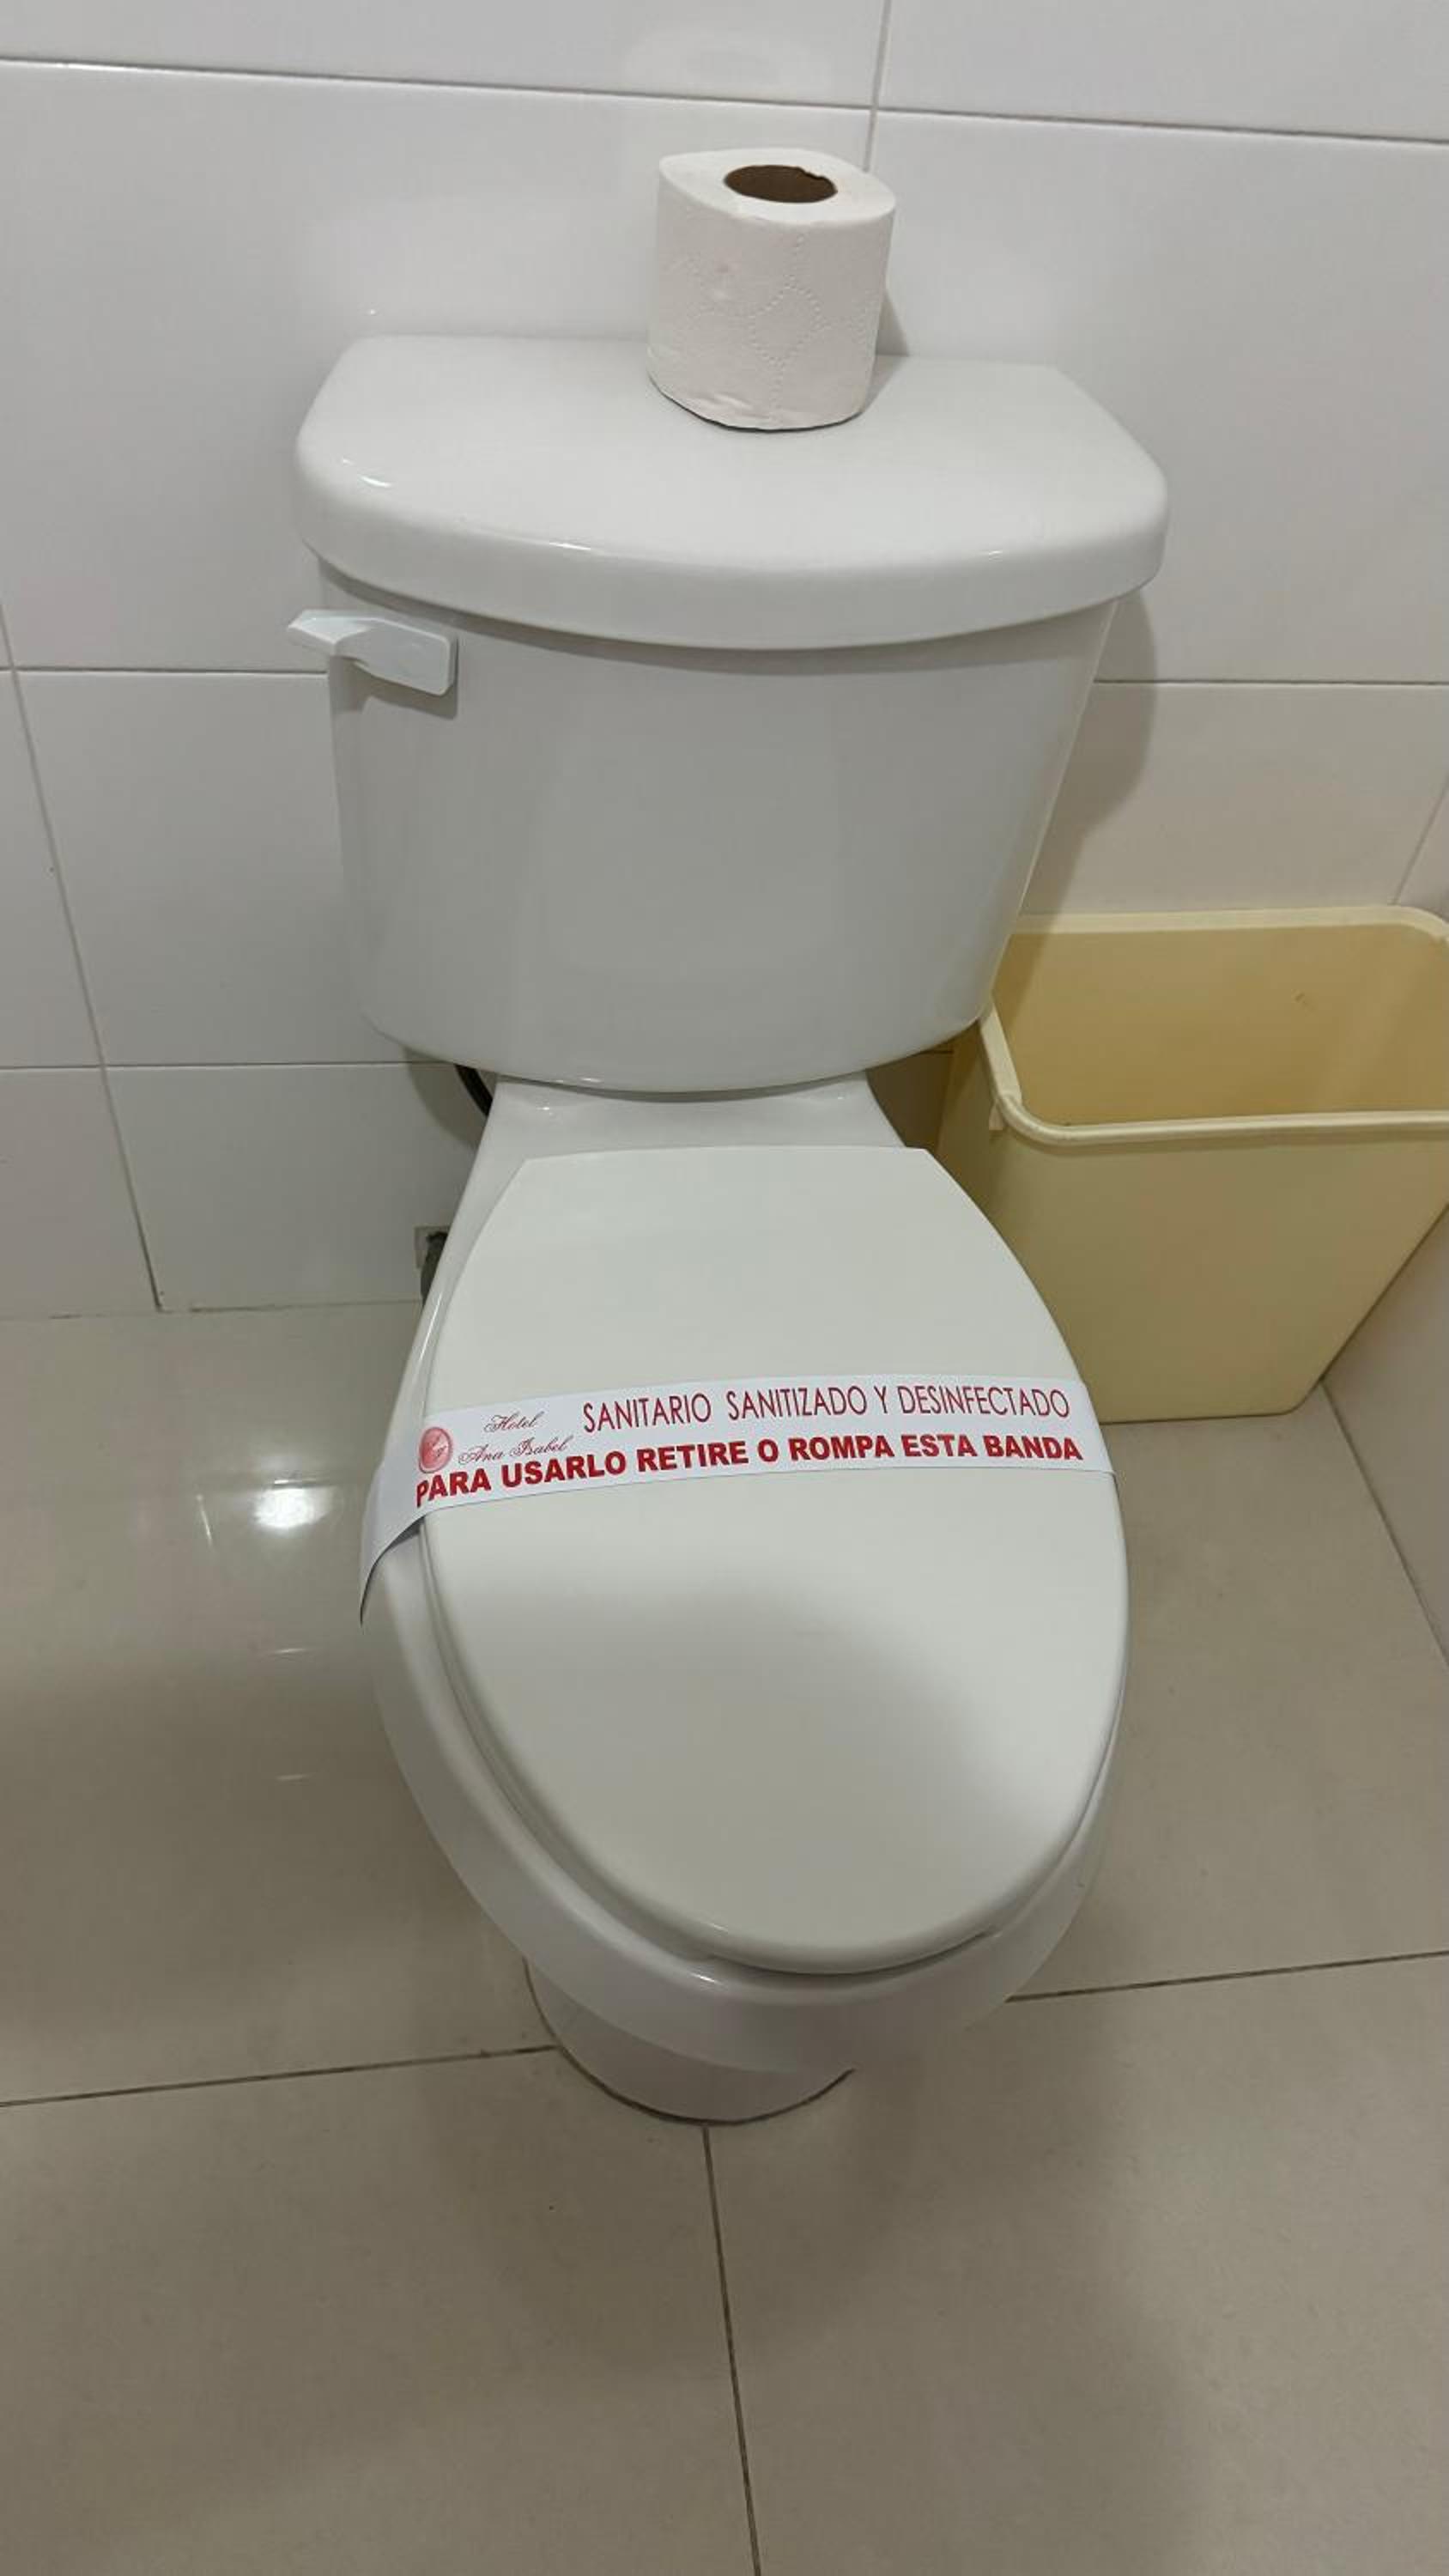 Hotel
Ana Isabel
SANITARIO SANITIZADO Y DESINFECTADO
PARA USARLO RETIRE O ROMPA ESTA BANDA